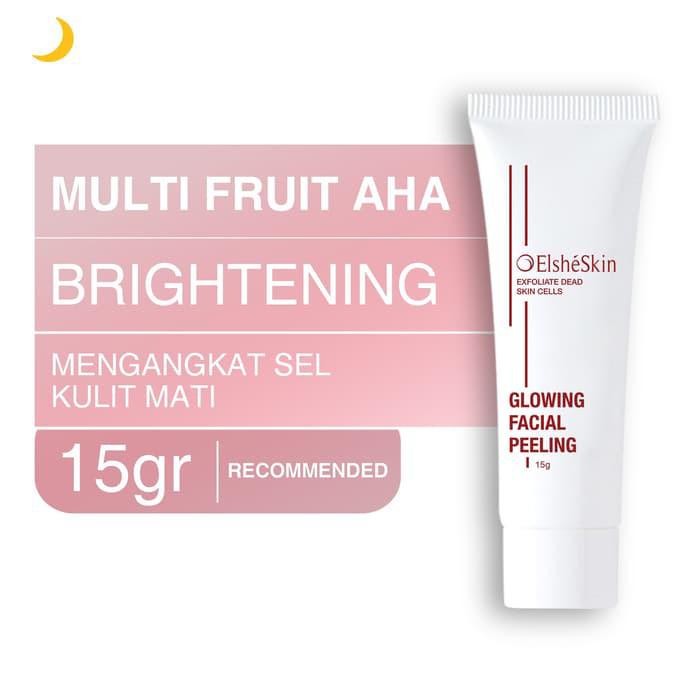 MULTI FRUIT AHA
BRIGHTENING
MENGANGKAT SEL
KULIT MATI
15gr
RECOMMENDED
ElshéSkin
EXFOLIATE DEAD
SKIN CELLS
GLOWING
FACIAL
PEELING
15g